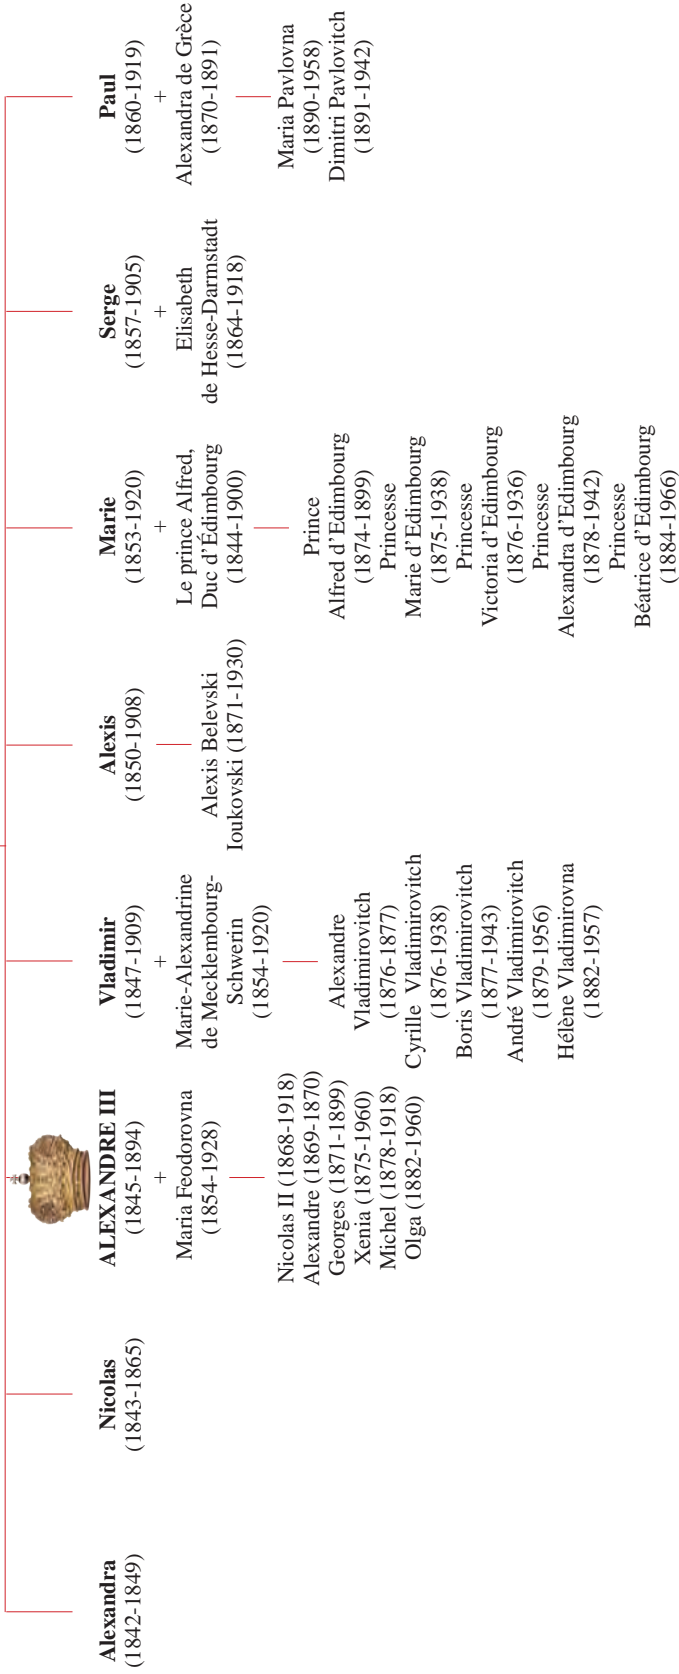 Alexandra
(1842-1849)
Nicolas
(1843-1865)
ALEXANDRE III
(1845-1894)
+
Maria Feodorovna
(1854-1928)
Nicolas II (1868-1918)
Alexandre (1869-1870)
Georges (1871-1899)
Xenia (1875-1960)
Michel (1878-1918)
Olga (1882-1960)
Vladimir
(1847-1909)
+
Marie-Alexandrine
de Mecklembourg-
Schwerin
(1854-1920)
Alexandre
Vladimirovitch
(1876-1877)
Cyrille Vladimirovitch
(1876-1938)
Boris Vladimirovitch
(1877-1943)
André Vladimirovitch
(1879-1956)
Hélène Vladimirovna
(1882-1957)
Alexis
(1850-1908)
Alexis Belevski
Ioukovski (1871-1930)
Marie
(1853-1920)
+
Le prince Alfred,
Duc d'Édimbourg
(1844-1900)
Prince
Alfred d'Edimbourg
(1874-1899)
Princesse
Marie d'Edimbourg
(1875-1938)
Princesse
Victoria d'Edimbourg
(1876-1936)
Princesse
Alexandra d'Edimbourg
(1878-1942)
Princesse
Béatrice d'Edimbourg
(1884-1966)
Serge
(1857-1905)
+
Elisabeth
de Hesse-Darmstadt
(1864-1918)
Paul
(1860-1919)
+
Alexandra de Grèce
(1870-1891)
Maria Pavlovna
(1890-1958)
Dimitri Pavlovitch
(1891-1942)